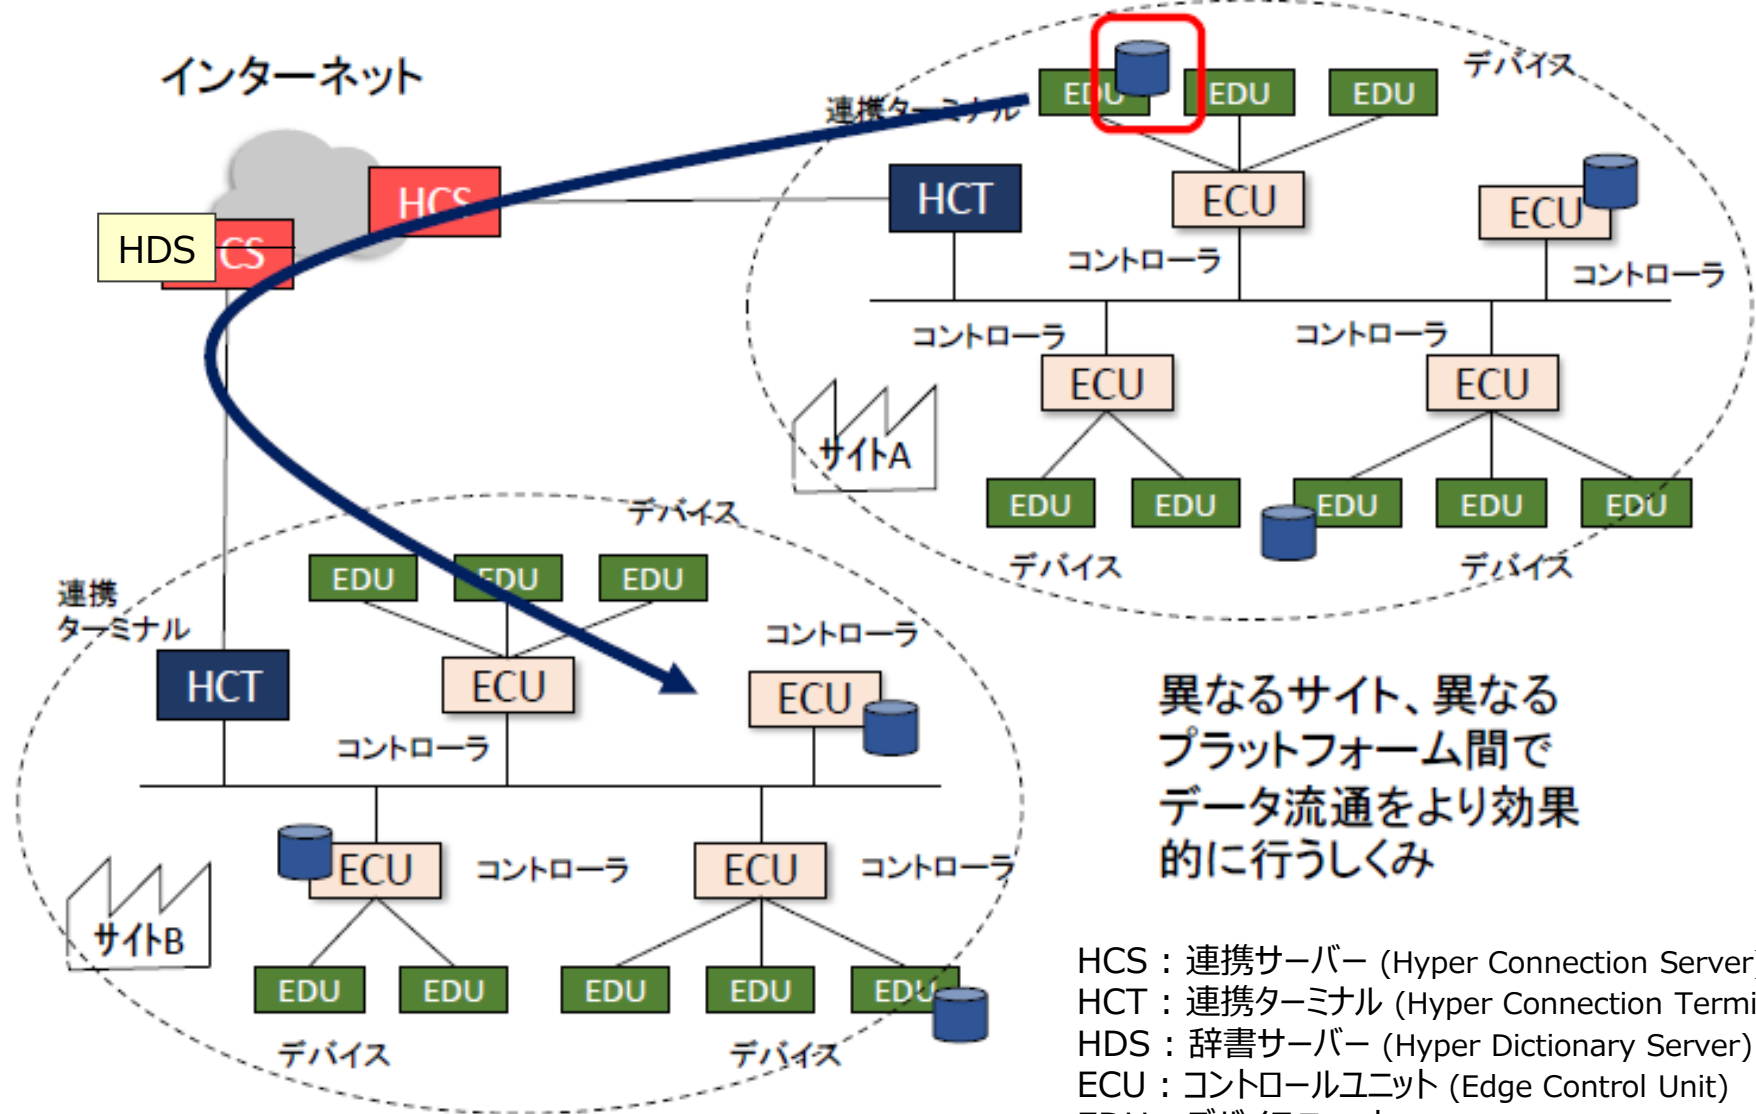 インターネット
デバイス
連携ターミナル
EDU
EDU
EDU
HCS
HCT
ECU
ECU
HDS
CS
コントローラ
コントローラ
コントローラ
コントローラ
ECU
ECU
サイトA
EDU
EDU
EDU
EDU
EDU
デバイス
デバイス
デバイス
EDU
EDU
EDU
連携
ターミナル
コントローラ
HCT
ECU
ECU
コントローラ
ECU
コントローラ
ECU
コントローラ
サイトB
EDU
EDU
EDU
EDU
EDU
デバイス
デバイス
異なるサイト、異なる
プラットフォーム間で
データ流通をより効果
的に行うしくみ
HCS : 連携サーバー (Hyper Connection Server)
HCT : 連携ターミナル (Hyper Connection Termi
HDS : 辞書サーバー (Hyper Dictionary Server)
ECU : コントロールユニット (Edge Control Unit)